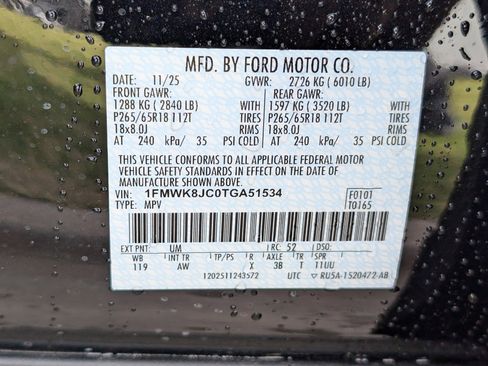 MFD. BY FORD MOTOR CO.
DATE: 11/25 GVWR: 2726 KG ( 6010 LB)
FRONT GAWR: REAR GAWR:
1288 KG ( 2840 LB) WITH 1597 KG ( 3520 LB) WITH
P265/65R18 112T TIRES P265/65R18 112T TIRES
18x8.0J RIMS 18x8.0J RIMS
AT 240 kPa/ 35 PSI COLD AT 240 kPa/ 35 PSI COLD
THIS VEHICLE CONFORMS TO ALL APPLICABLE FEDERAL MOTOR
VEHICLE SAFETY STANDARDS IN EFFECT ON THE DATE OF
MANUFACTURE SHOWN ABOVE.
VIN: 1FMWK8JC0TGA51534 F0101
TYPE: MPV T0165
EXT PNT: UM RC: 52 DSO:
WB INT TR TP/PS R AXLE TR SPR
119 AW X 3B T 11UU
1202511243572 UTC RU5A-1520472-AB